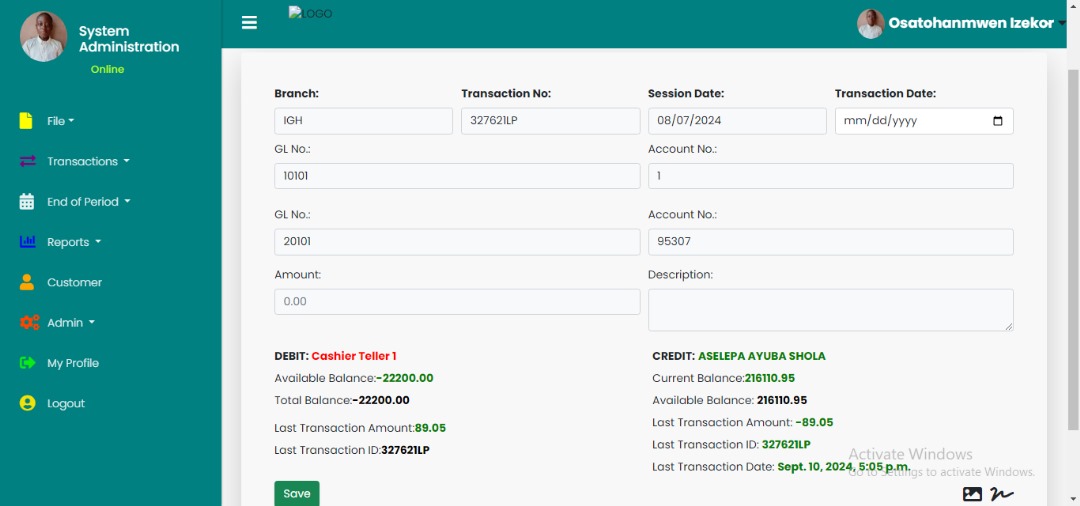 LOGO
System
Administration
Online
Osatohanmwen Izekor
File
Transactions
End of Period
Reports
Customer
Admin
My Profile
Logout
Branch: Transaction No: Session Date: Transaction Date:
IGH 327621LP 08/07/2024 mm/dd/yyyy
GL No.: Account No.:
10101 1
GL No.: Account No.:
20101 95307
Amount: Description:
0.00
DEBIT: Cashier Teller 1
Available Balance:-22200.00
Total Balance:-22200.00
Last Transaction Amount:89.05
Last Transaction ID:327621LP
CREDIT: ASELEPA AYUBA SHOLA
Current Balance:216110.95
Available Balance: 216110.95
Last Transaction Amount: -89.05
Last Transaction ID: 327621LP
Last Transaction Date: Sept. 10, 2024, 5:05 p.m.
Save
Activate Windows
Go to Settings to activate Windows.